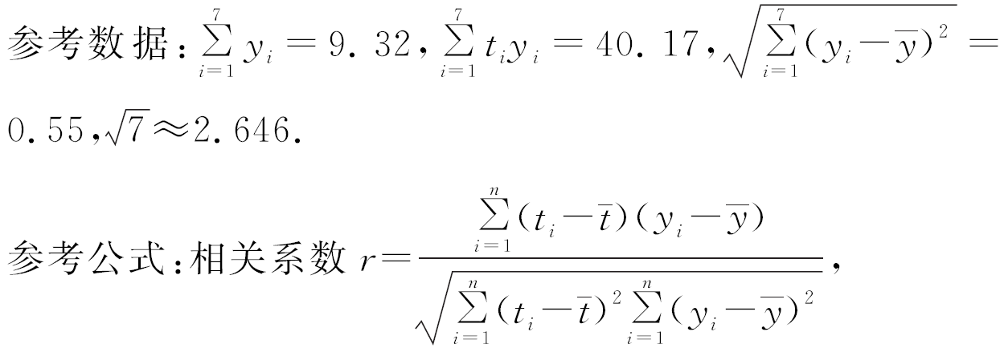 参考数据:$\sum_{i=1}^{7} y_i = 9.32$,$\sum_{i=1}^{7} t_i y_i = 40.17$,$\sqrt{\sum_{i=1}^{7} (y_i - \overline{y})^2} =$
$0.55$,$\sqrt{7} \approx 2.646$.
参考公式:相关系数 $r = \frac{\sum_{i=1}^{n} (t_i - \overline{t})(y_i - \overline{y})}{\sqrt{\sum_{i=1}^{n} (t_i - \overline{t})^2 \sum_{i=1}^{n} (y_i - \overline{y})^2}}$,